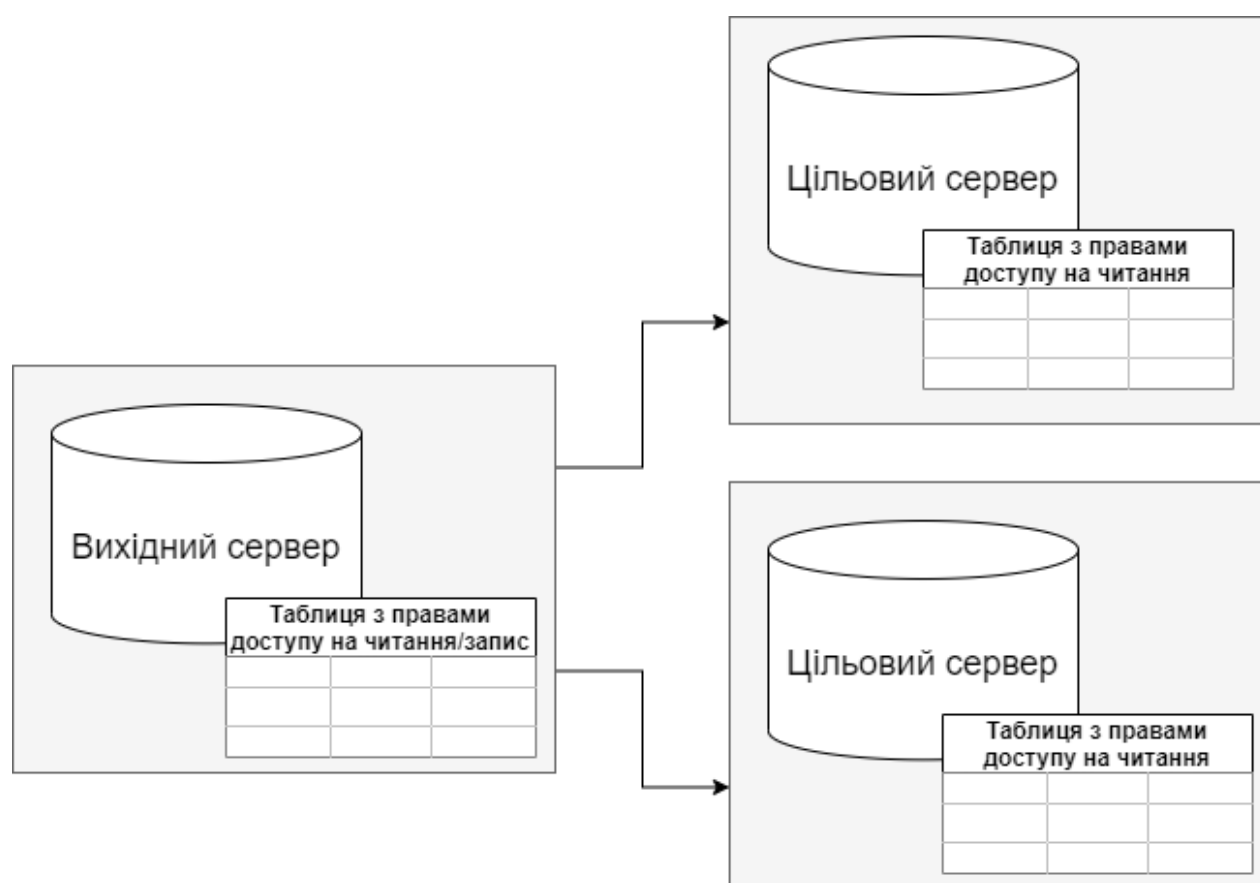 Цільовий сервер
Таблиця з правами
доступу на читання
Вихідний сервер
Таблиця з правами
доступу на читання/запис
Цільовий сервер
Таблиця з правами
доступу на читання